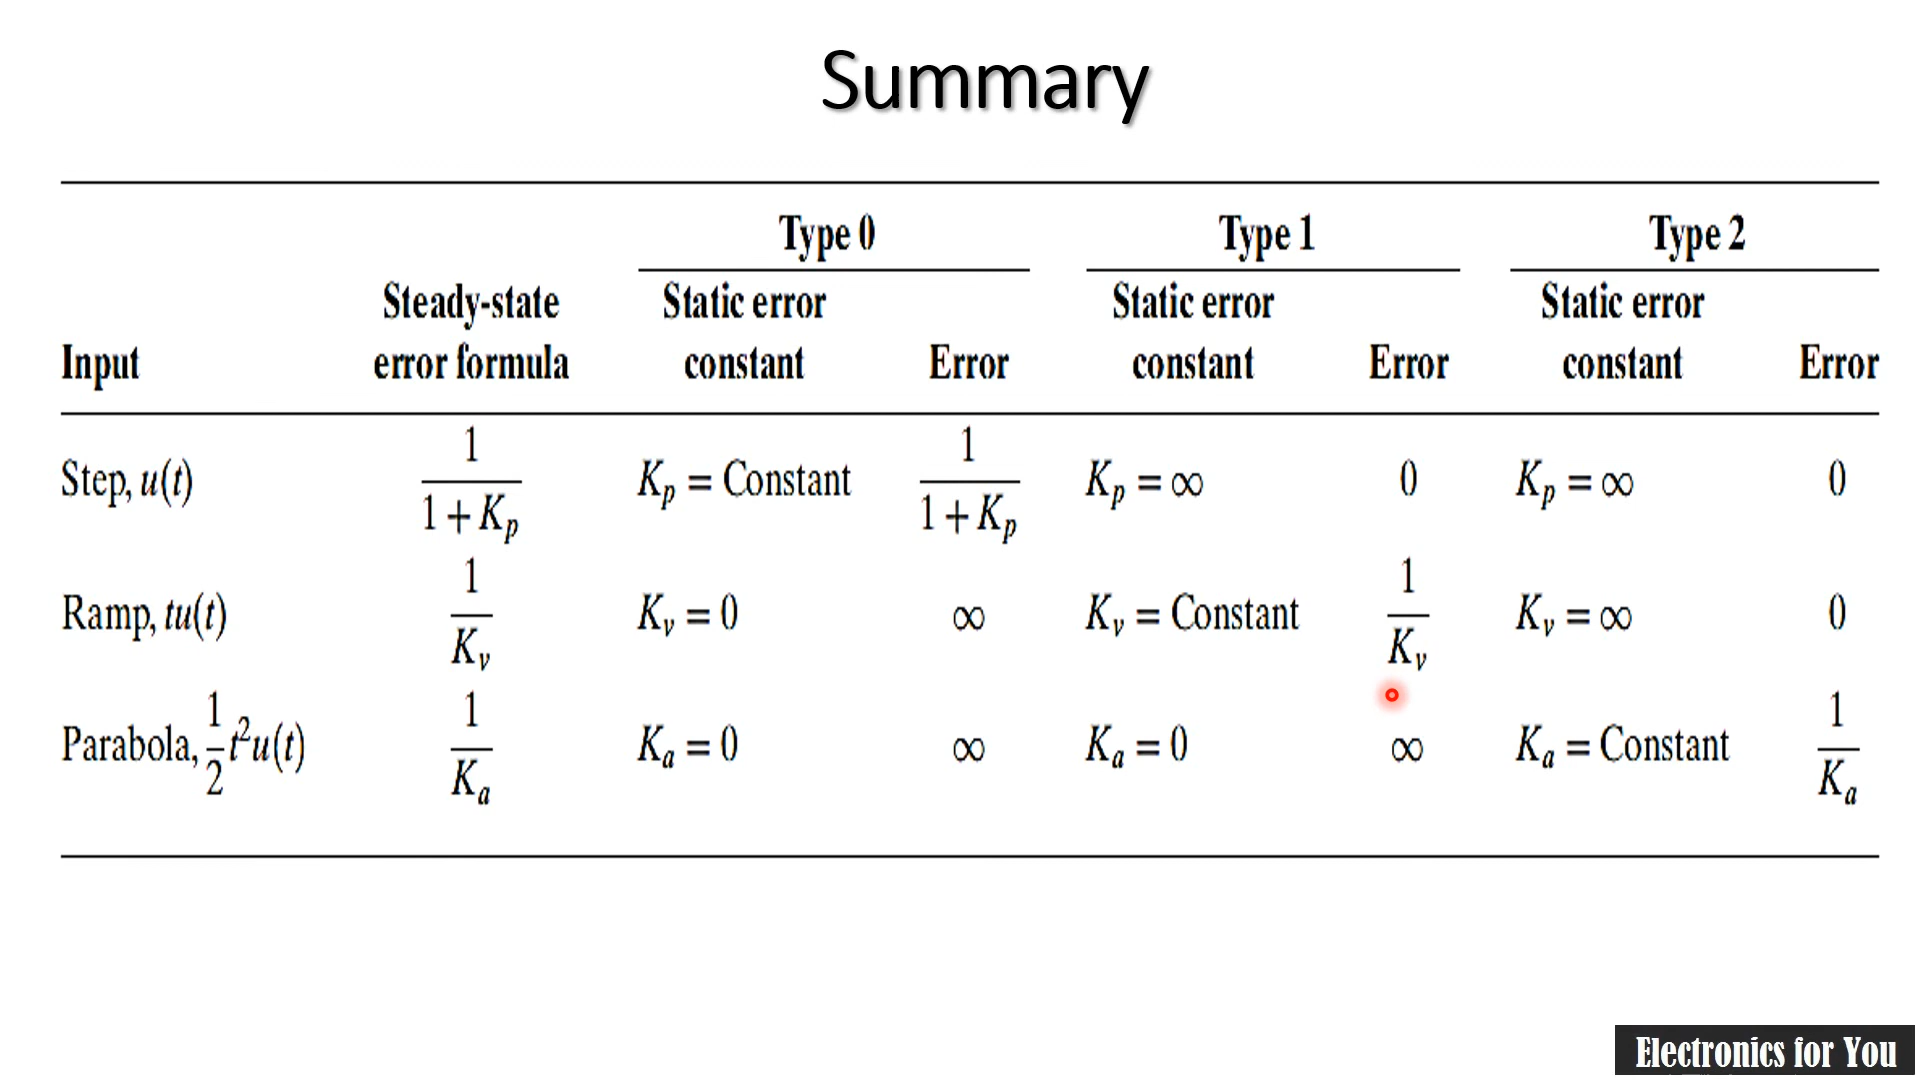 Summary
Type 0 Type 1 Type 2
Steady-state Static error Static error Static error
Input error formula constant Error constant Error constant Error
Step, u(t) 1/(1 + Kₚ) Kₚ = Constant 1/(1 + Kₚ) Kₚ = ∞ 0 Kₚ = ∞ 0
Ramp, tu(t) 1/Kᵥ Kᵥ = 0 ∞ Kᵥ = Constant 1/Kᵥ Kᵥ = ∞ 0
Parabola, 1/2 t²u(t) 1/Kₐ Kₐ = 0 ∞ Kₐ = 0 ∞ Kₐ = Constant 1/Kₐ
Electronics for You